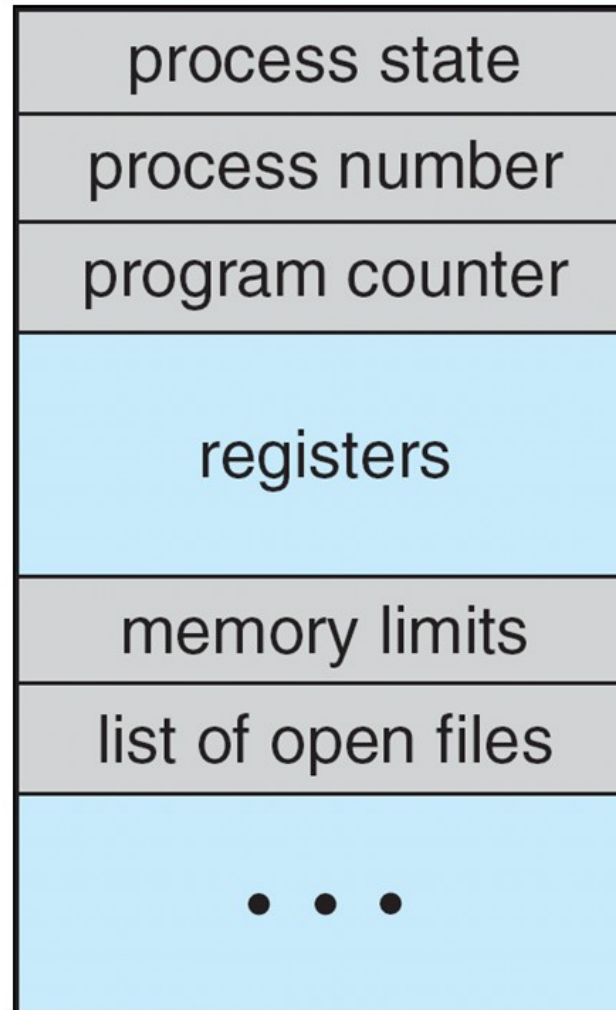 process state
process number
program counter
registers
memory limits
list of open files
• • •